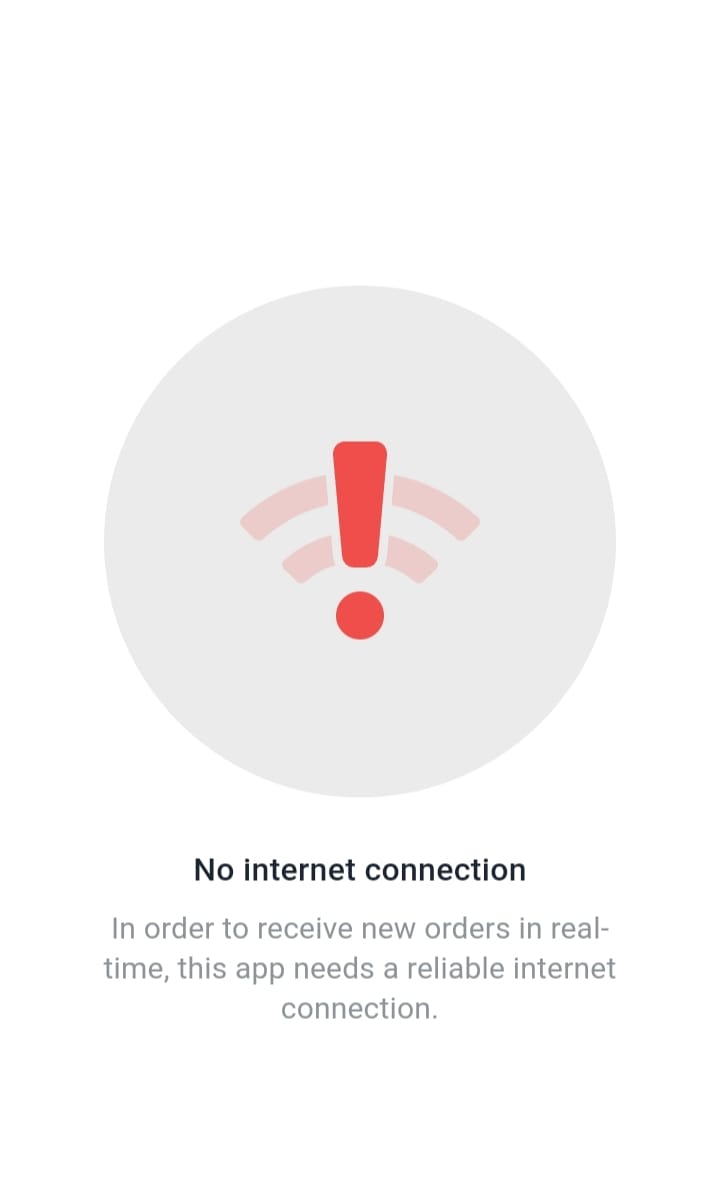 No internet connection
In order to receive new orders in real-
time, this app needs a reliable internet
connection.